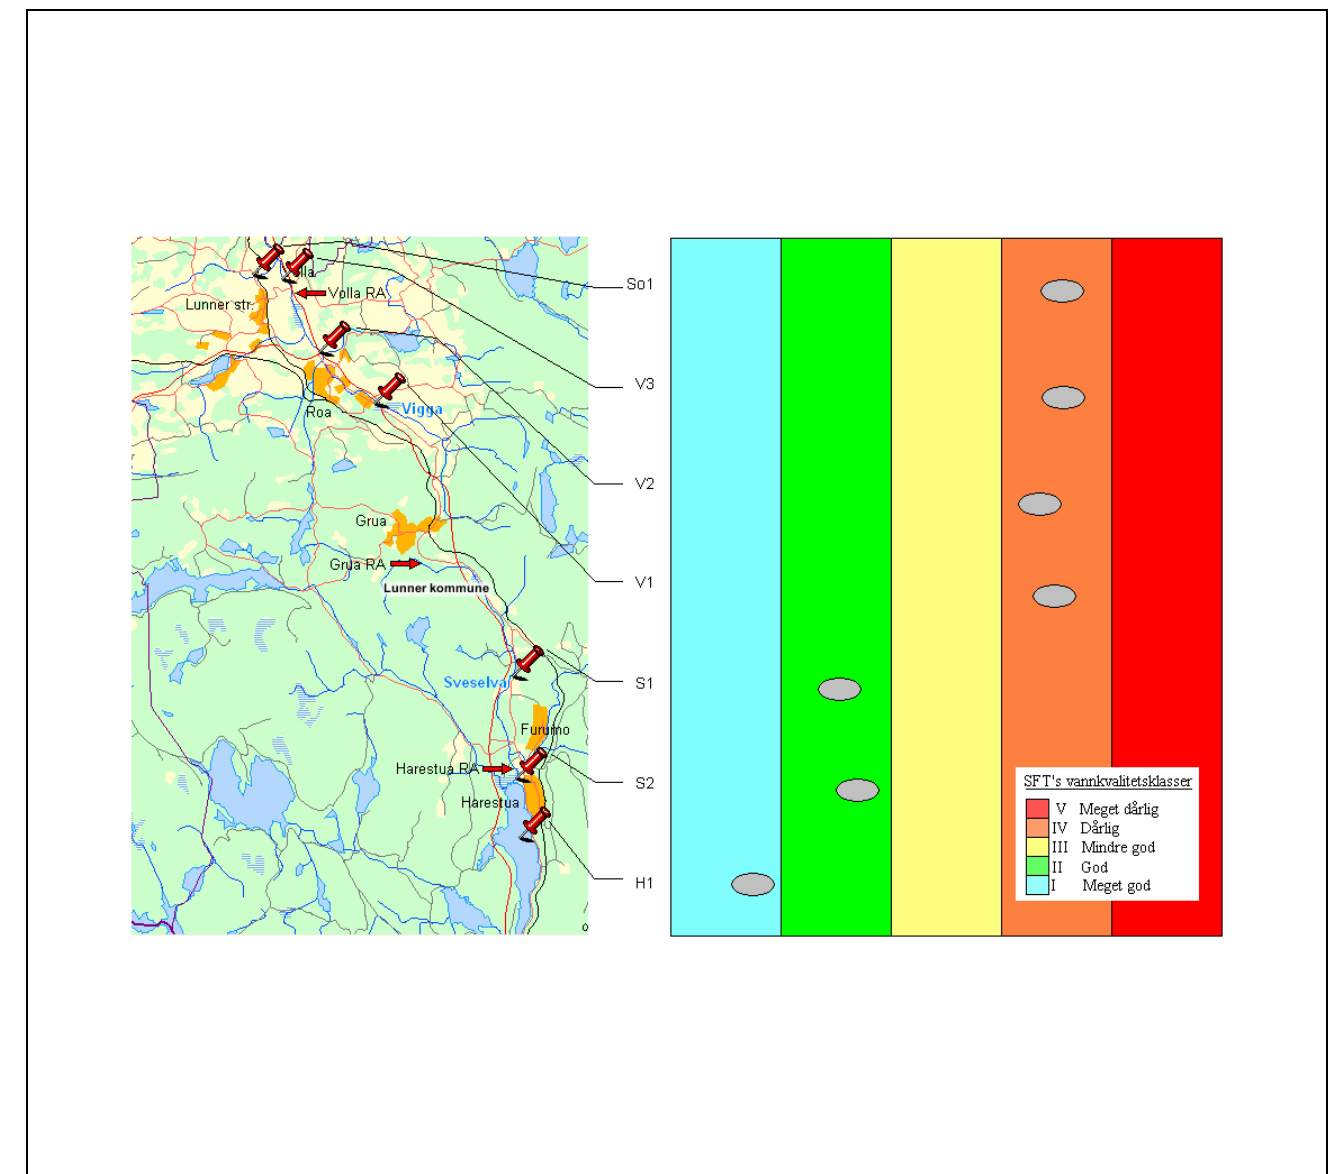 So1
Volla
Volla RA
Lunner str.
V3
Roa
Vigga
V2
Grua
Grua RA
V1
Lunner kommune
S1
Sveselva
Furumo
Harestua RA
S2
Harestua
H1
SFT's vannkvalitetsklasser
V Meget dårlig
IV Dårlig
III Mindre god
II God
I Meget god